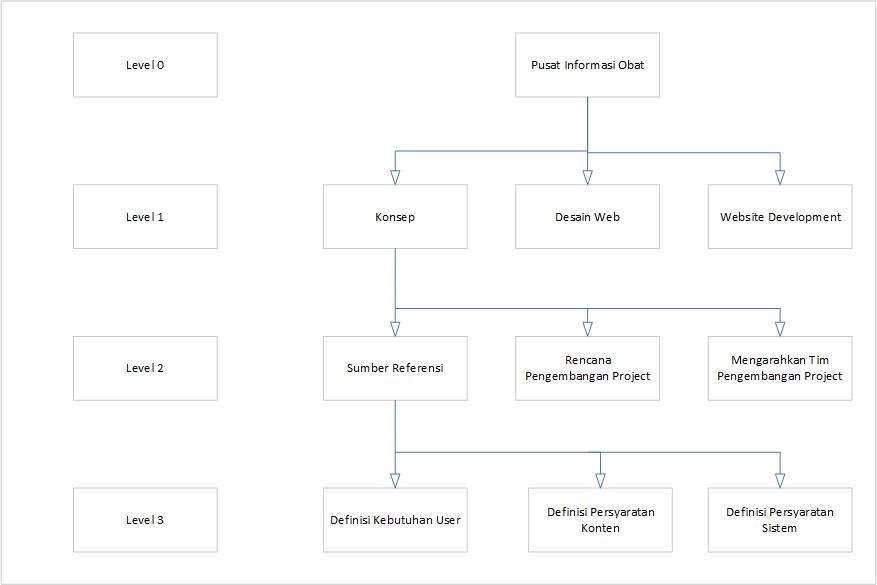 Level 0
Pusat Informasi Obat
Level 1
Konsep
Desain Web
Website Development
Level 2
Sumber Referensi
Rencana
Pengembangan Project
Mengarahkan Tim
Pengembangan Project
Level 3
Definisi Kebutuhan User
Definisi Persyaratan
Konten
Definisi Persyaratan
Sistem